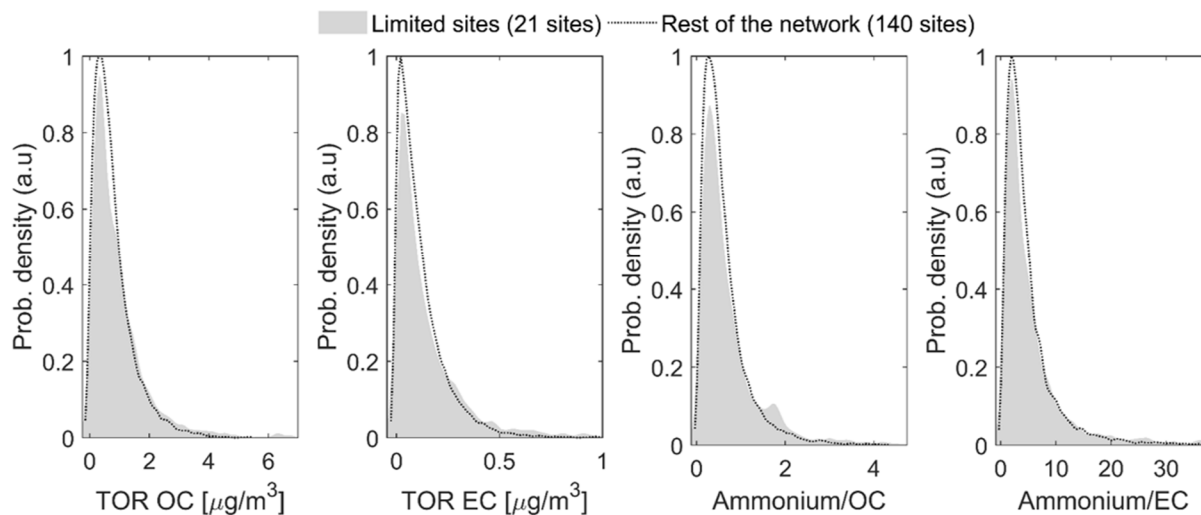 Limited sites (21 sites) Rest of the network (140 sites)
Prob. density (a.u)
1
0.8
0.6
0.4
0.2
0
0 2 4 6
TOR OC [μg/m³]
Prob. density (a.u)
1
0.8
0.6
0.4
0.2
0
0 0.5 1
TOR EC [μg/m³]
Prob. density (a.u)
1
0.8
0.6
0.4
0.2
0
0 2 4
Ammonium/OC
Prob. density (a.u)
1
0.8
0.6
0.4
0.2
0
0 10 20 30
Ammonium/EC